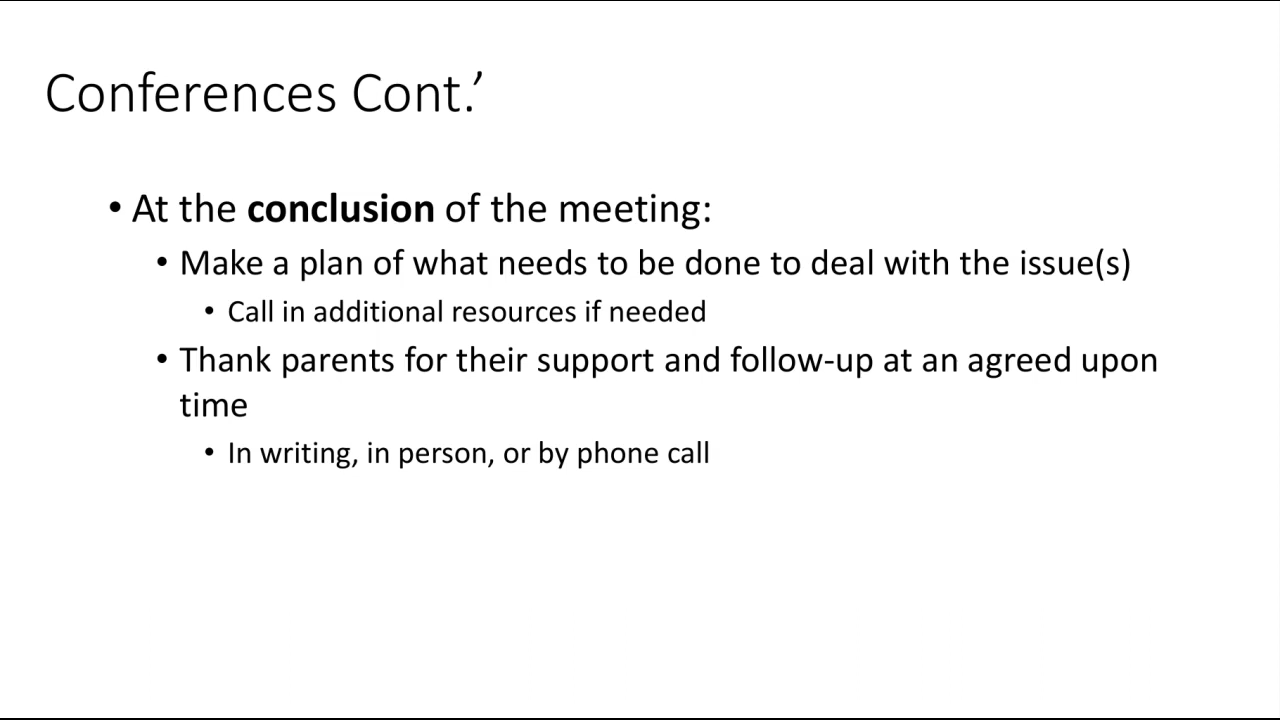 Conferences Cont.’
• At the conclusion of the meeting:
• Make a plan of what needs to be done to deal with the issue(s)
• Call in additional resources if needed
• Thank parents for their support and follow-up at an agreed upon
time
• In writing, in person, or by phone call